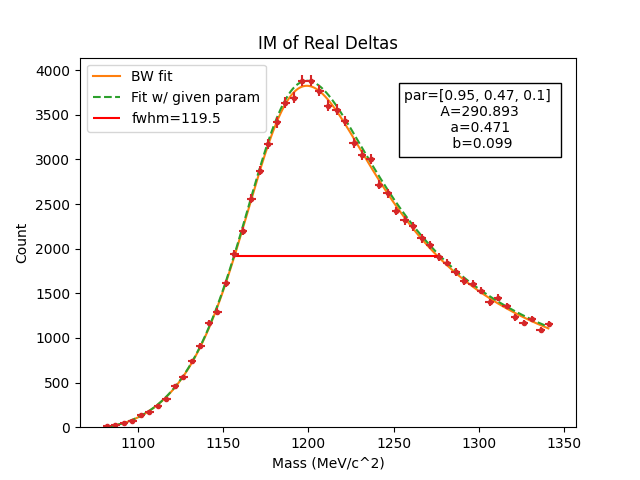 IM of Real Deltas
4000
3500
3000
2500
2000
1500
1000
500
0
Count
BW fit
Fit w/ given param
fwhm=119.5
par=[0.95, 0.47, 0.1]
A=290.893
a=0.471
b=0.099
1100 1150 1200 1250 1300 1350
Mass (MeV/c^2)